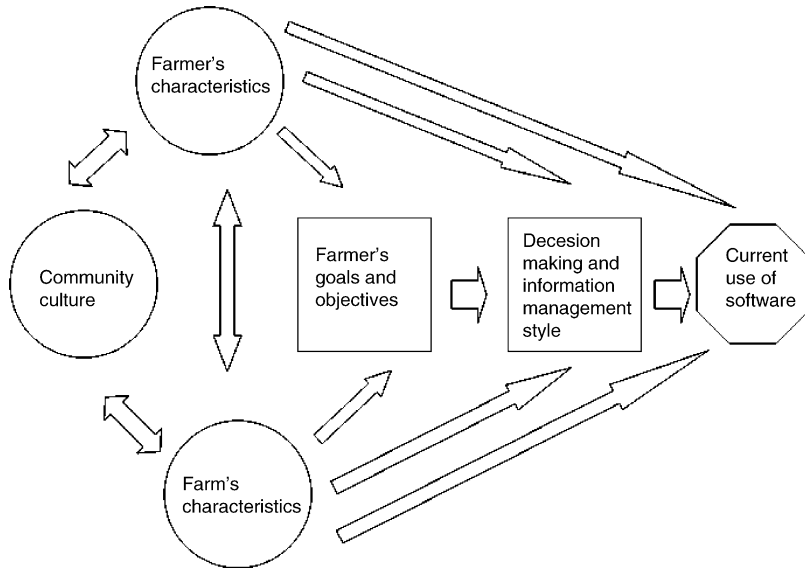 Farmer's
characteristics
Community
culture
Farmer's
goals and
objectives
Decesion
making and
information
management
style
Current
use of
software
Farm's
characteristics